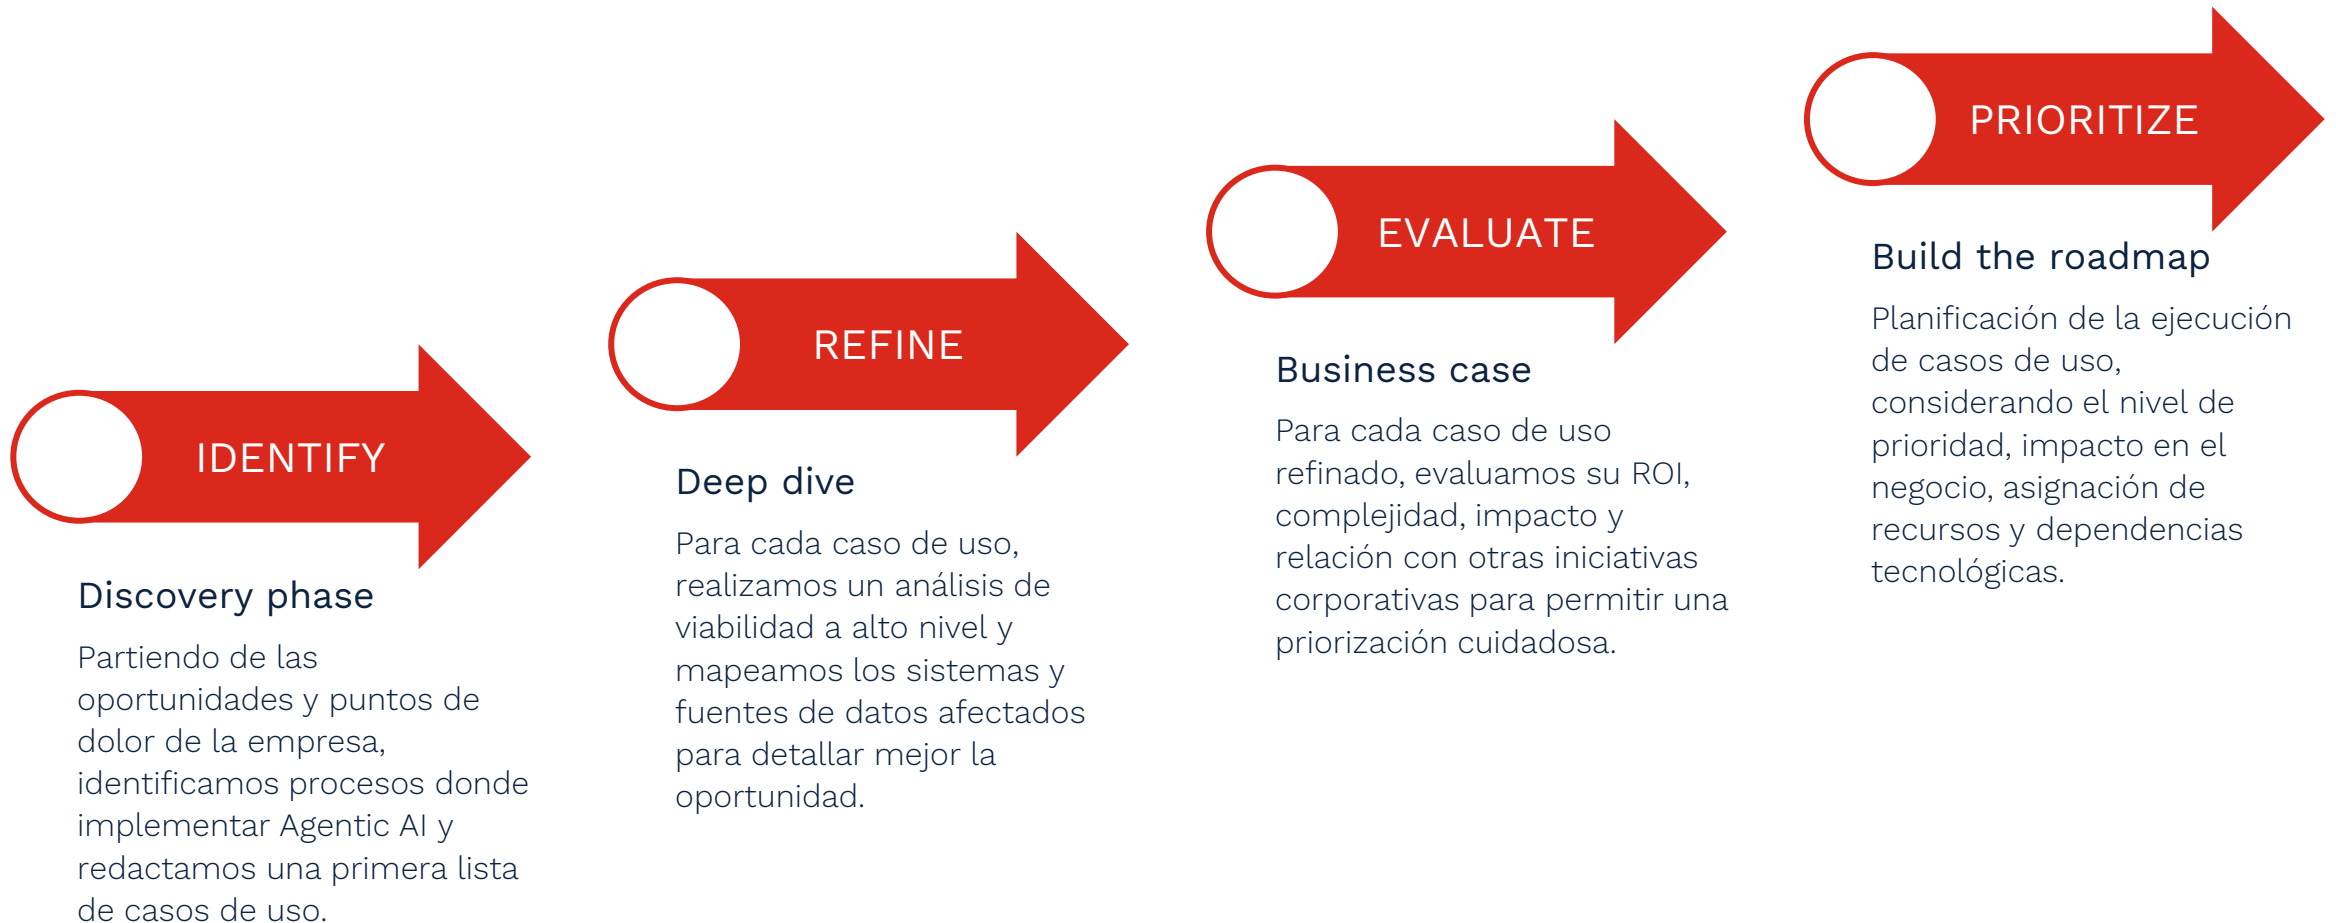 IDENTIFY
Discovery phase
Partiendo de las
oportunidades y puntos de
dolor de la empresa,
identificamos procesos donde
implementar Agentic AI y
redactamos una primera lista
de casos de uso.
REFINE
Deep dive
Para cada caso de uso,
realizamos un análisis de
viabilidad a alto nivel y
mapeamos los sistemas y
fuentes de datos afectados
para detallar mejor la
oportunidad.
EVALUATE
Business case
Para cada caso de uso
refinado, evaluamos su ROI,
complejidad, impacto y
relación con otras iniciativas
corporativas para permitir una
priorización cuidadosa.
PRIORITIZE
Build the roadmap
Planificación de la ejecución
de casos de uso,
considerando el nivel de
prioridad, impacto en el
negocio, asignación de
recursos y dependencias
tecnológicas.